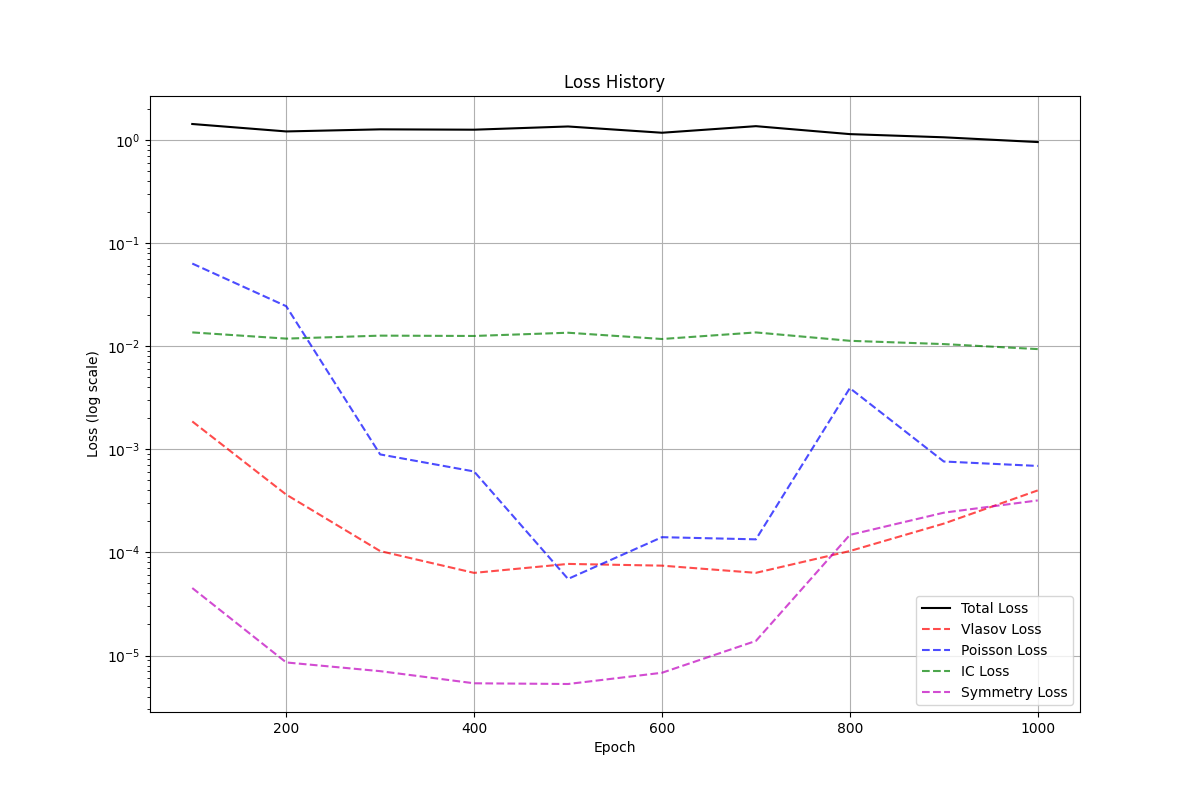 Loss History
Loss (log scale)
10⁰
10⁻¹
10⁻²
10⁻³
10⁻⁴
10⁻⁵
200
400
600
800
1000
Epoch
Total Loss
Vlasov Loss
Poisson Loss
IC Loss
Symmetry Loss